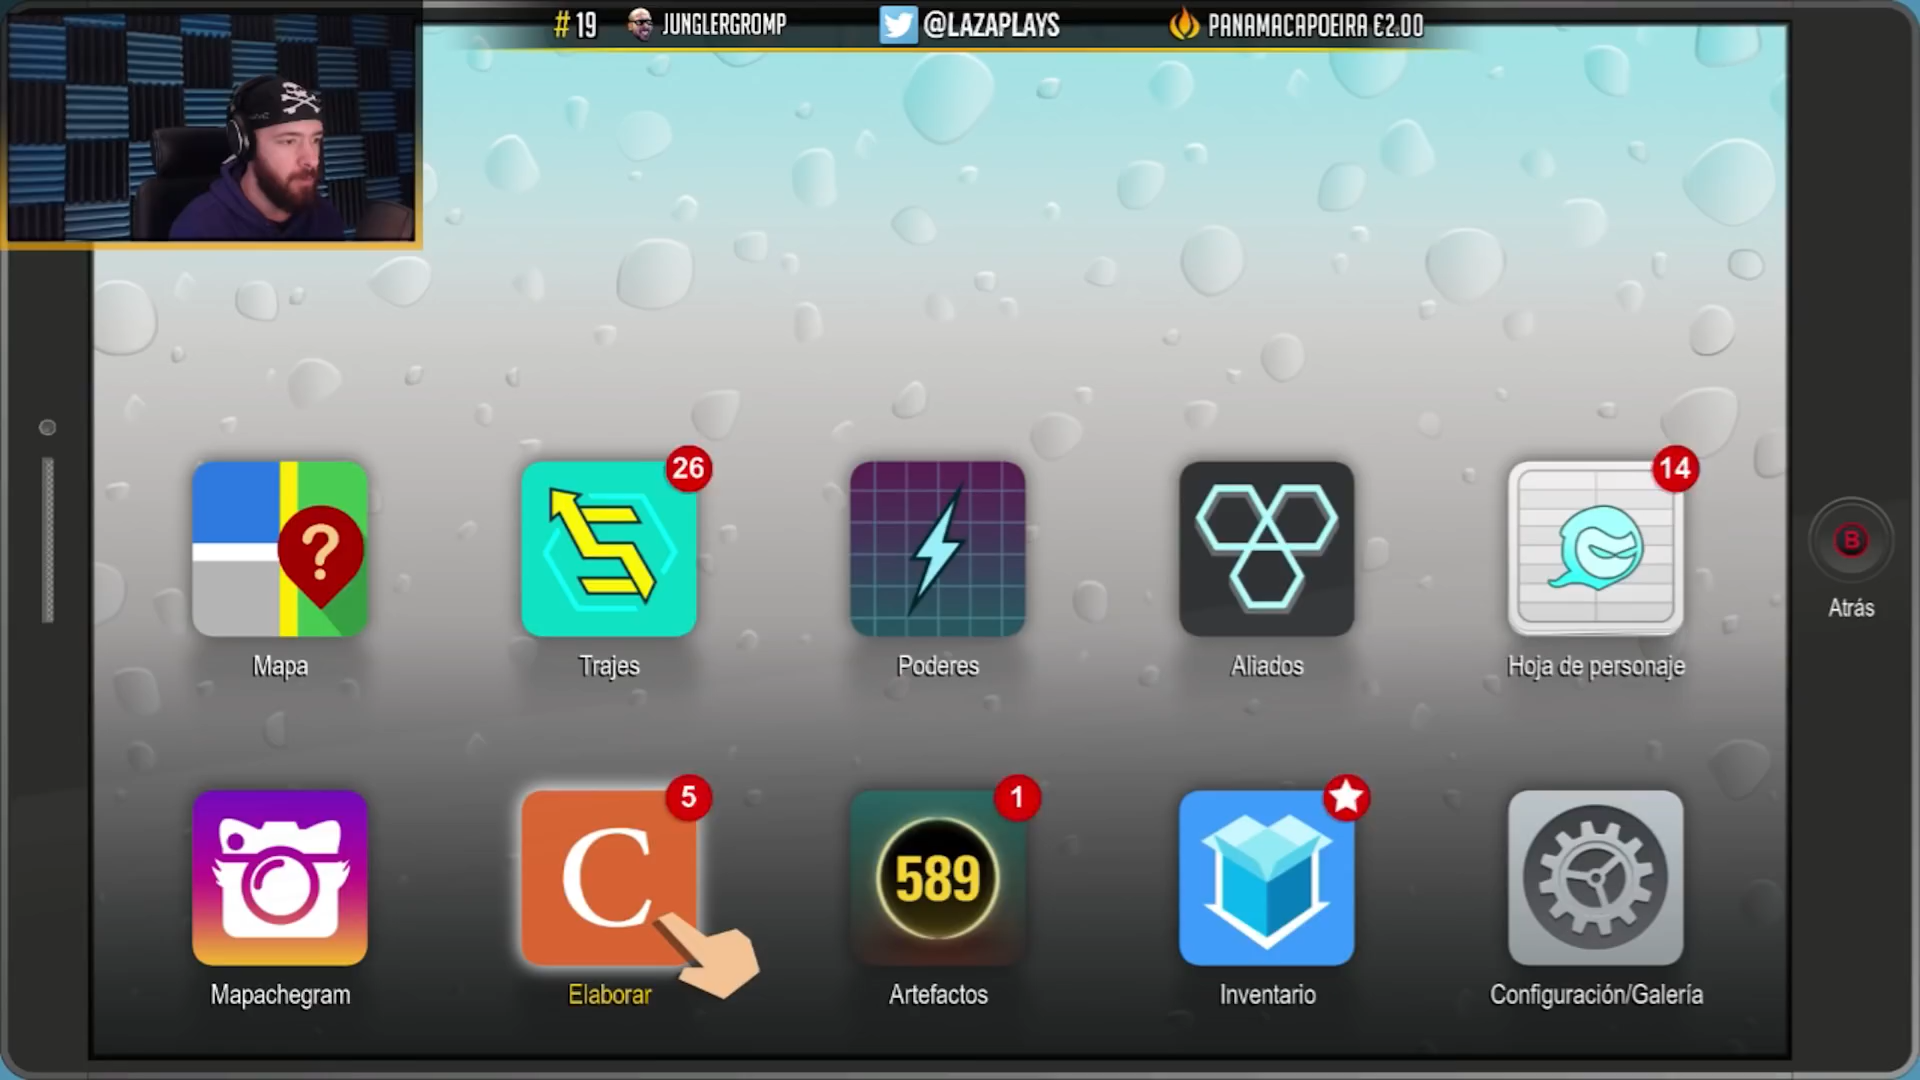 #19 JUNGLERGROMP @LAZAPLAYS PANAMACAPOEIRA €2.00
26
14
?
B
Atrás
Mapa Trajes Poderes Aliados Hoja de personaje
5
1
C
589
Mapachegram Elaborar Artefactos Inventario Configuración/Galería